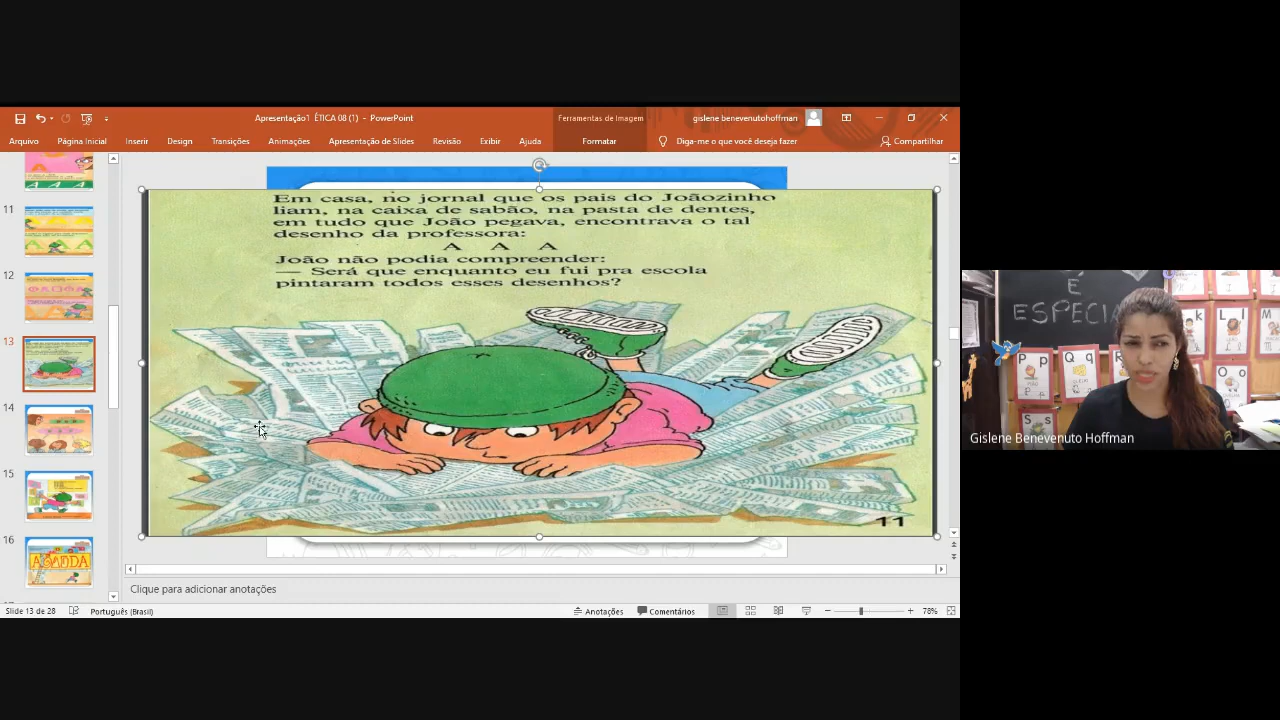 Apresentação1 ÉTICA 08 (1) - PowerPoint
Ferramentas de Imagem
gislene benevenutohoffman
Arquivo
Página Inicial
Inserir
Design
Transições
Animações
Apresentação de Slides
Revisão
Exibir
Ajuda
Formatar
Diga-me o que você deseja fazer
Compartilhar
11
12
13
14
15
16
AGENDA
Em casa, no jornal que os pais do Joãozinho
liam, na caixa de sabão, na pasta de dentes,
em tudo que João pegava, encontrava o tal
desenho da professora:
A A A
João não podia compreender:
— Será que enquanto eu fui pra escola
pintaram todos esses desenhos?
11
Clique para adicionar anotações
Slide 13 de 28
Português (Brasil)
Anotações
Comentários
78%
É
ESPECIA
P p
Q q
R
k
L l
M
o
S s
Gislene Benevenuto Hoffman